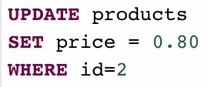 UPDATE products
SET price = 0.80
WHERE id=2